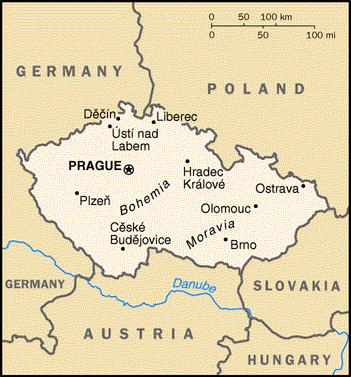 0 50 100 km
0 50 100 mi
GERMANY
POLAND
Děčín
Liberec
Ústí nad
Labem
PRAGUE
Hradec
Králové
Ostrava
Plzeň
Bohemia
Olomouc
České
Budějovice
Moravia
Brno
GERMANY
Danube
SLOVAKIA
AUSTRIA
HUNGARY